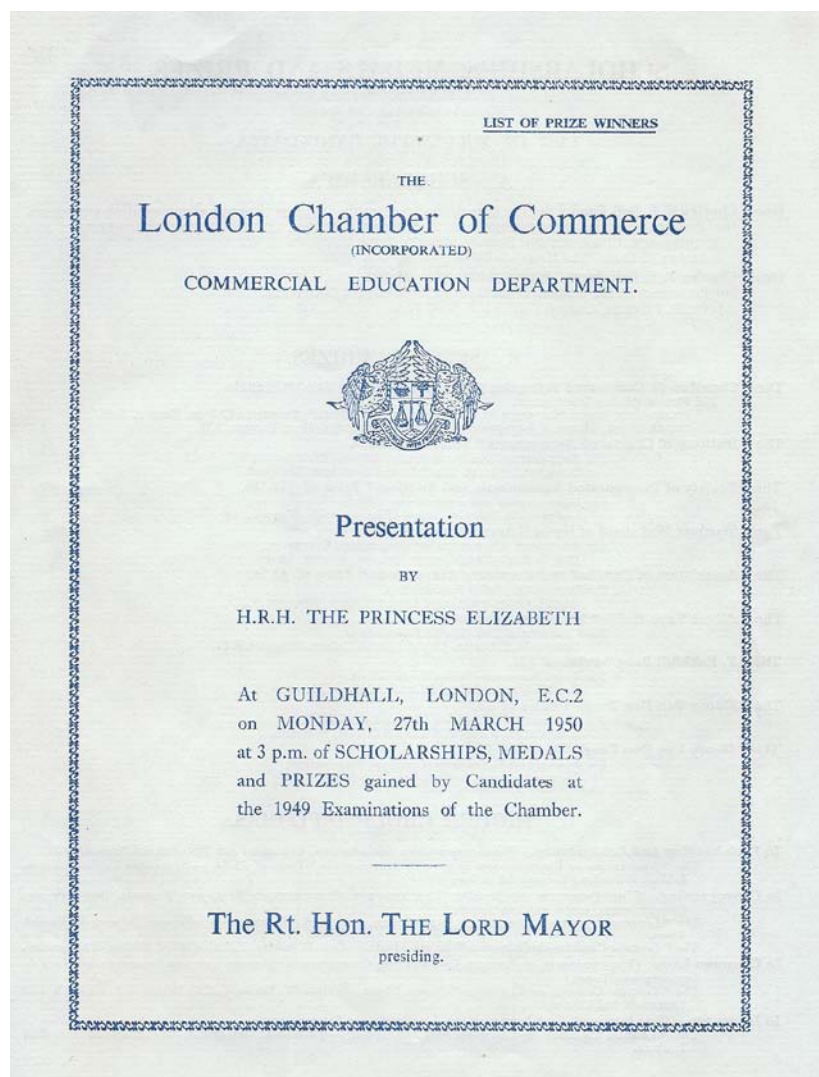 LIST OF PRIZE WINNERS
THE
London Chamber of Commerce
(INCORPORATED)
COMMERCIAL EDUCATION DEPARTMENT.
Presentation
BY
H.R.H. THE PRINCESS ELIZABETH
At GUILDHALL, LONDON, E.C.2
on MONDAY, 27th MARCH 1950
at 3 p.m. of SCHOLARSHIPS, MEDALS
and PRIZES gained by Candidates at
the 1949 Examinations of the Chamber.
The Rt. Hon. THE LORD MAYOR
presiding.